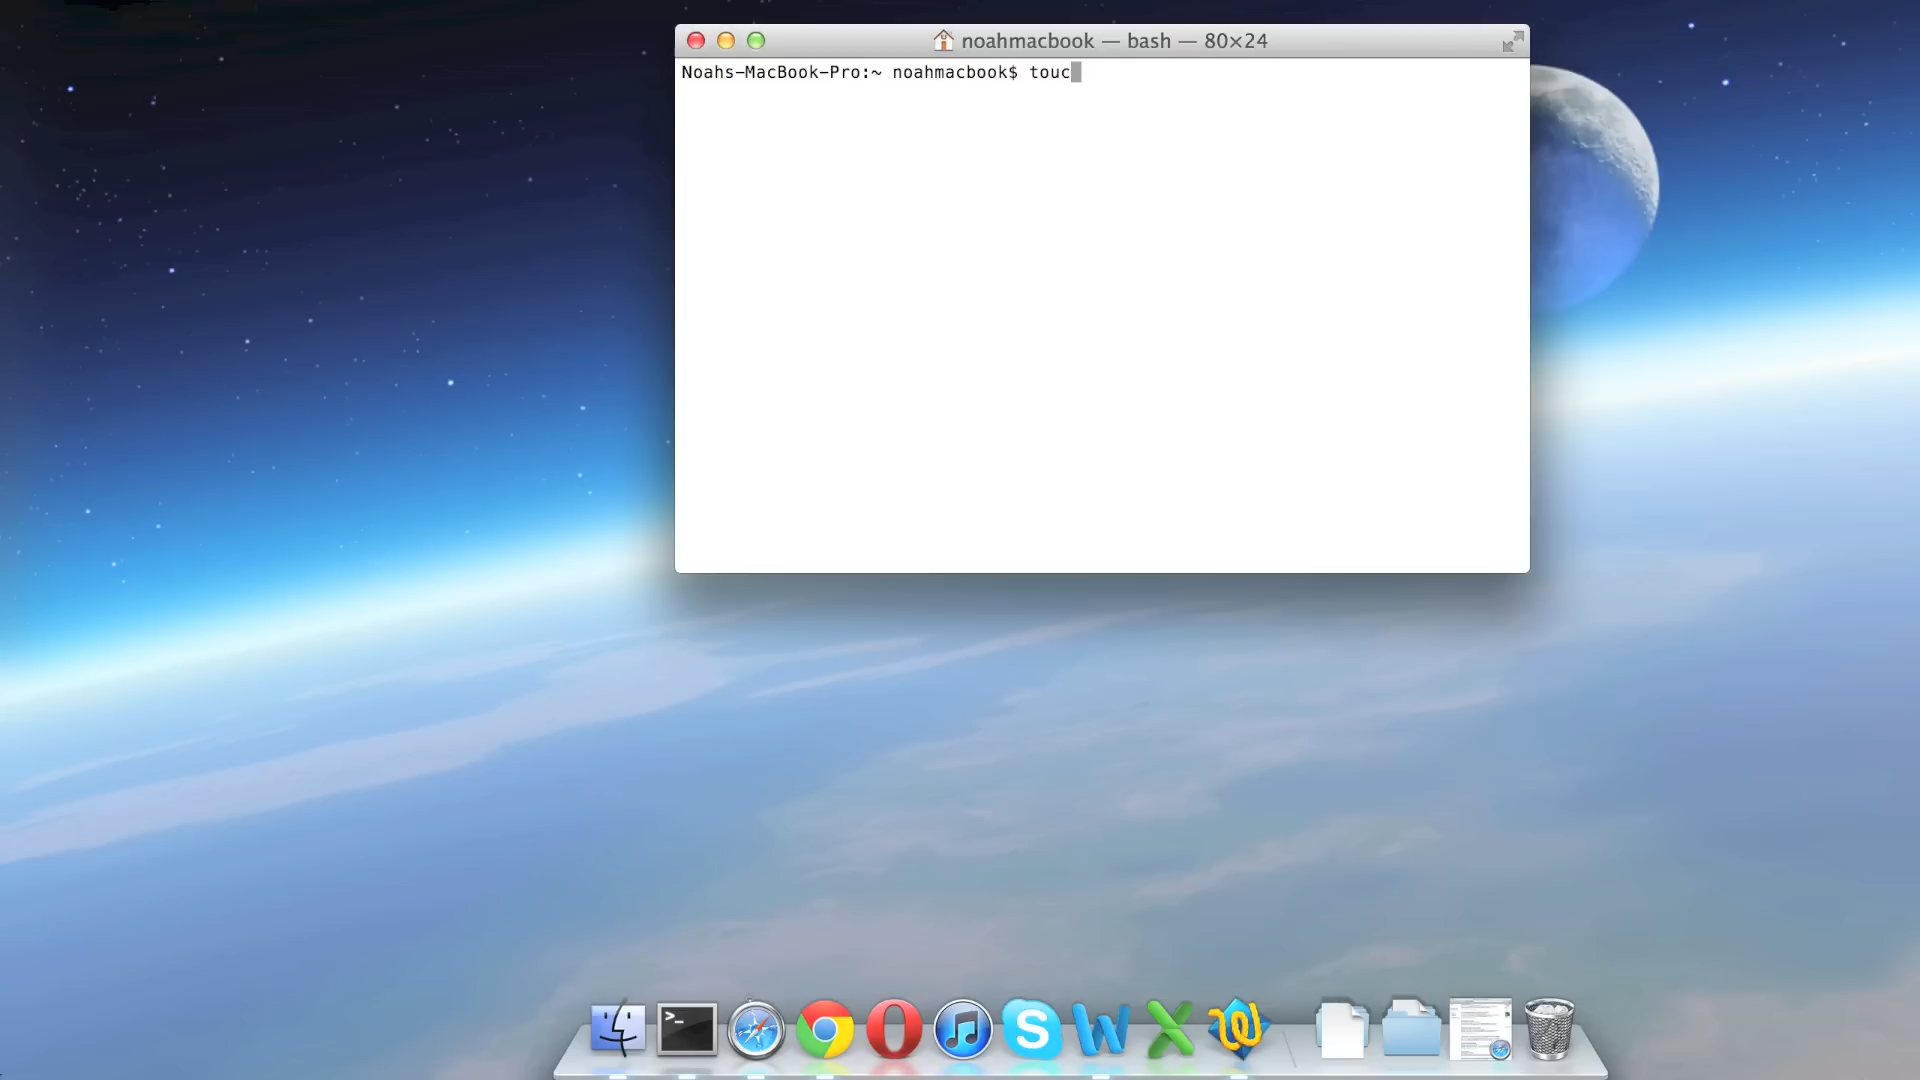 noahmacbook — bash — 80×24
Noahs-MacBook-Pro:~ noahmacbook$ touc
>_
S
W
X